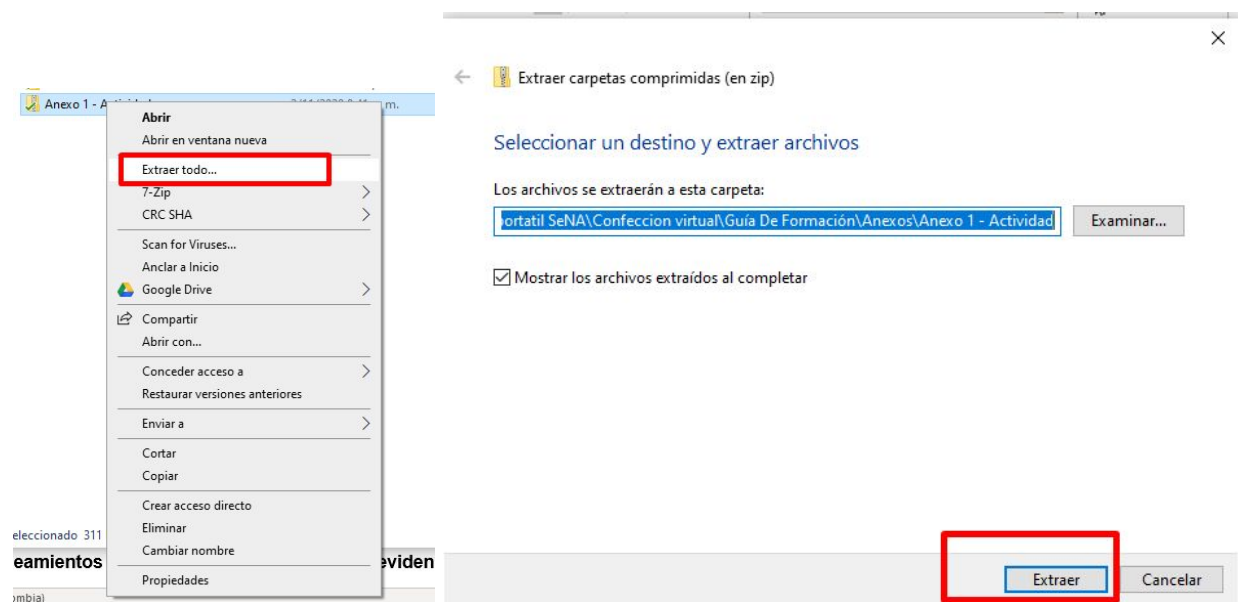 Anexo 1 - A
m.
Abrir
Abrir en ventana nueva
Extraer todo...
7-Zip
CRC SHA
Scan for Viruses...
Anclar a Inicio
Google Drive
Compartir
Abrir con...
Conceder acceso a
Restaurar versiones anteriores
Enviar a
Cortar
Copiar
Crear acceso directo
Eliminar
Cambiar nombre
Propiedades
eleccionado 311
eamientos
eviden
ombia)
Extraer carpetas comprimidas (en zip)
Seleccionar un destino y extraer archivos
Los archivos se extraerán a esta carpeta:
ortatil SeNA\Confeccion virtual\Guía De Formación\Anexos\Anexo 1 - Actividad
Examinar...
Mostrar los archivos extraídos al completar
Extraer
Cancelar